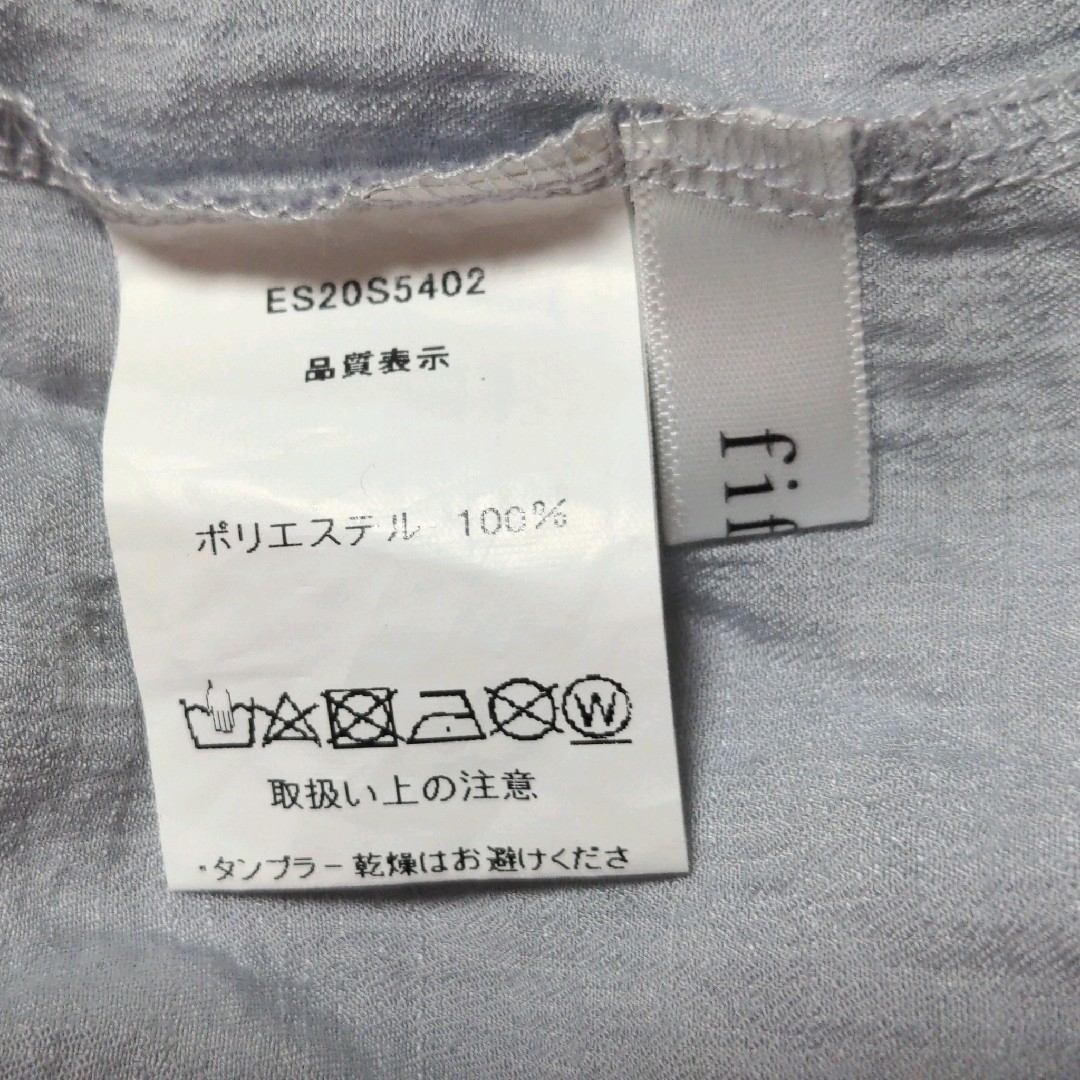 ES20S5402
品質表示
ポリエステル 100%
W
取扱い上の注意
・タンブラー乾燥はお避けくださ
fif